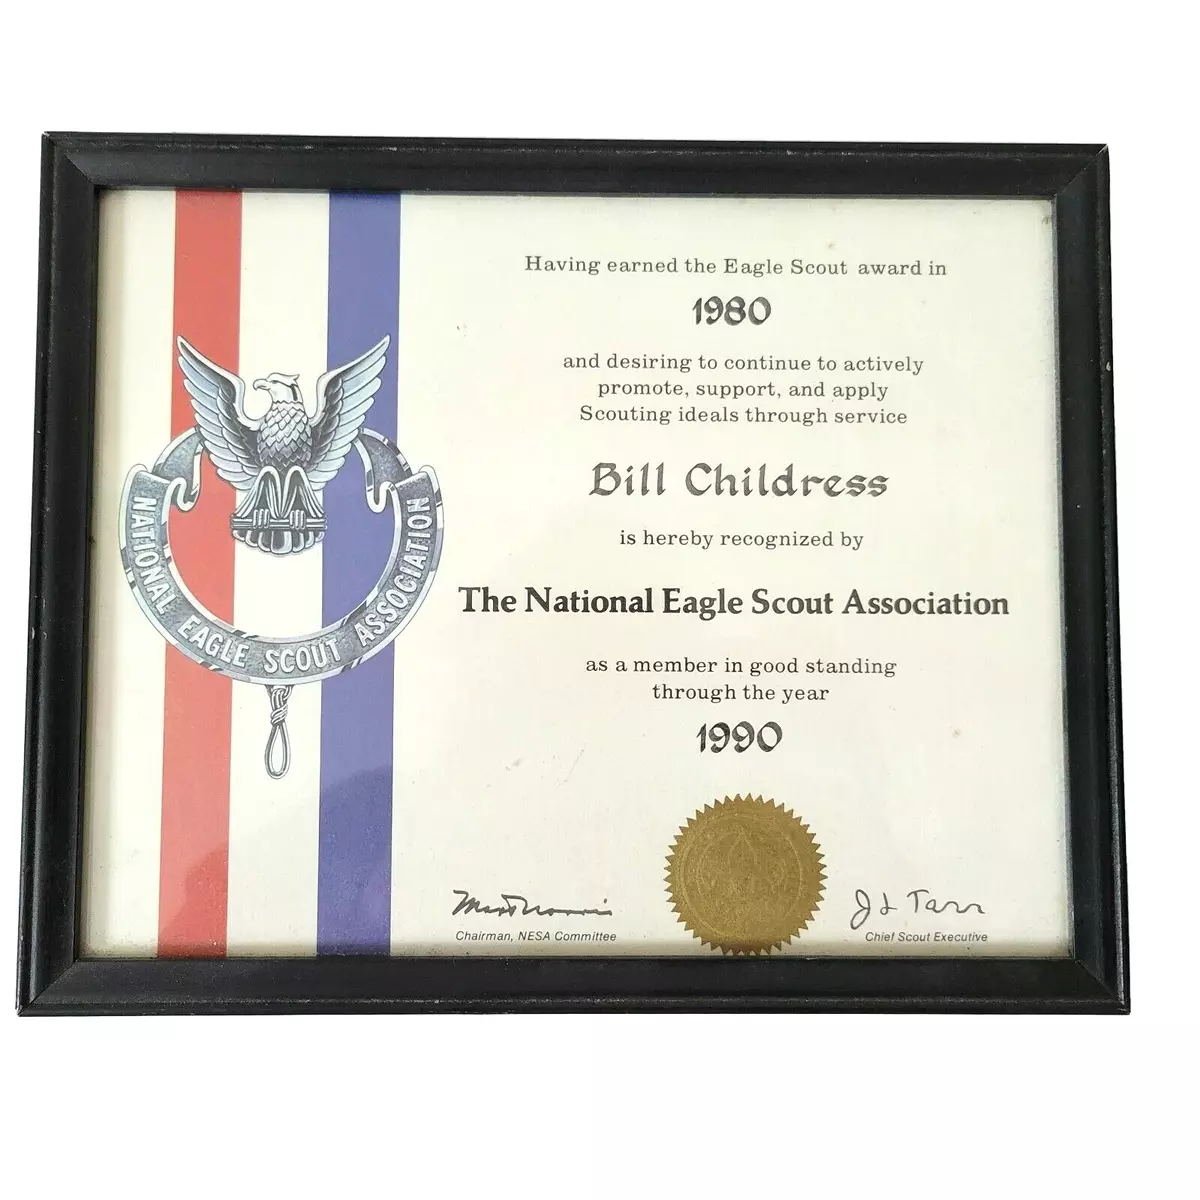 Having earned the Eagle Scout award in
1980
and desiring to continue to actively
promote, support, and apply
Scouting ideals through service
Bill Childress
is hereby recognized by
The National Eagle Scout Association
as a member in good standing
through the year
1990
NATIONAL EAGLE SCOUT ASSOCIATION
Chairman, NESA Committee
J L Tarr
Chief Scout Executive